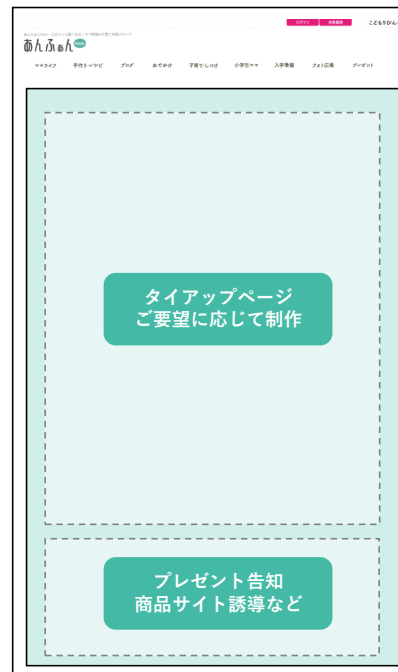 ログイン
会員登録
こどもりびんぐ
あんふぁん
ママライフ 手作り・レシピ ブログ おでかけ 子育て・しつけ 小学生ママ 入学準備 フォト広場 プレゼント
タイアップページ
ご要望に応じて制作
プレゼント告知
商品サイト誘導など